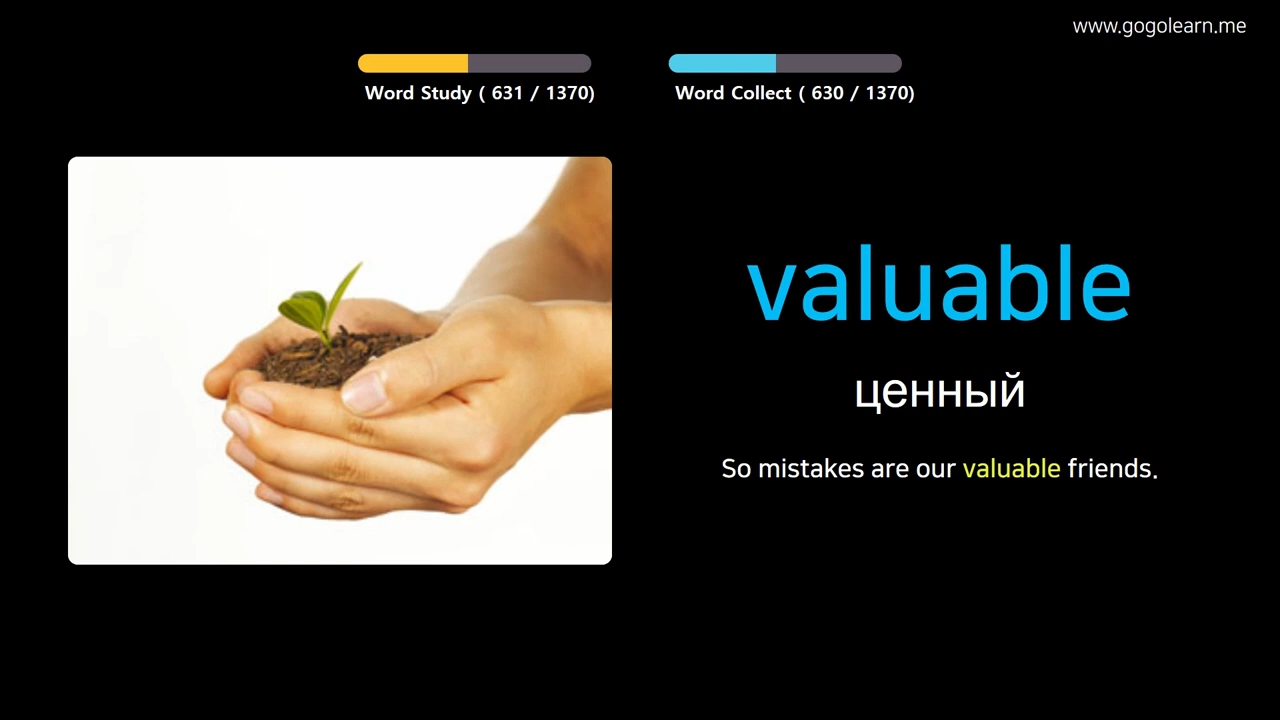 www.gogolearn.me
Word Study ( 631 / 1370)
Word Collect ( 630 / 1370)
valuable
ценный
So mistakes are our valuable friends.